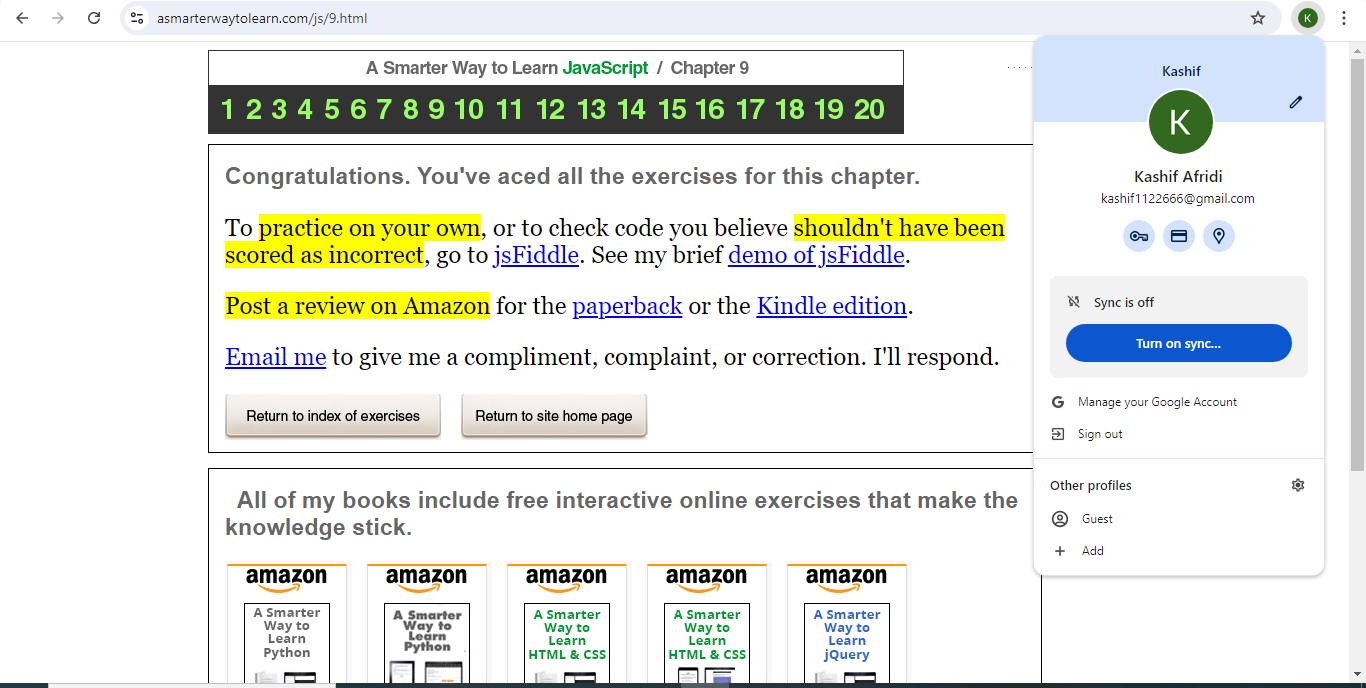 asmarterwaytolearn.com/js/9.html
K
A Smarter Way to Learn JavaScript / Chapter 9
1 2 3 4 5 6 7 8 9 10 11 12 13 14 15 16 17 18 19 20
Congratulations. You've aced all the exercises for this chapter.
To practice on your own, or to check code you believe shouldn't have been
scored as incorrect, go to jsFiddle. See my brief demo of jsFiddle.
Post a review on Amazon for the paperback or the Kindle edition.
Email me to give me a compliment, complaint, or correction. I'll respond.
Return to index of exercises
Return to site home page
All of my books include free interactive online exercises that make the
knowledge stick.
amazon
A Smarter
Way to
Learn
Python
amazon
A Smarter
Way to
Learn
Python
amazon
A Smarter
Way to
Learn
HTML & CSS
amazon
A Smarter
Way to
Learn
HTML & CSS
amazon
A Smarter
Way to
Learn
jQuery
Kashif
K
Kashif Afridi
kashif1122666@gmail.com
Sync is off
Turn on sync...
G Manage your Google Account
Sign out
Other profiles
Guest
Add